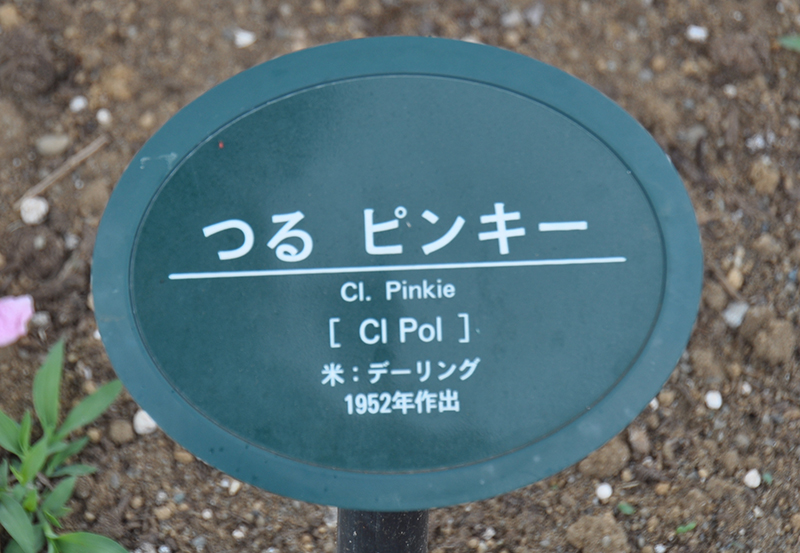 つる ピンキー
Cl. Pinkie
[ Cl Pol ]
米：デーリング
1952年作出